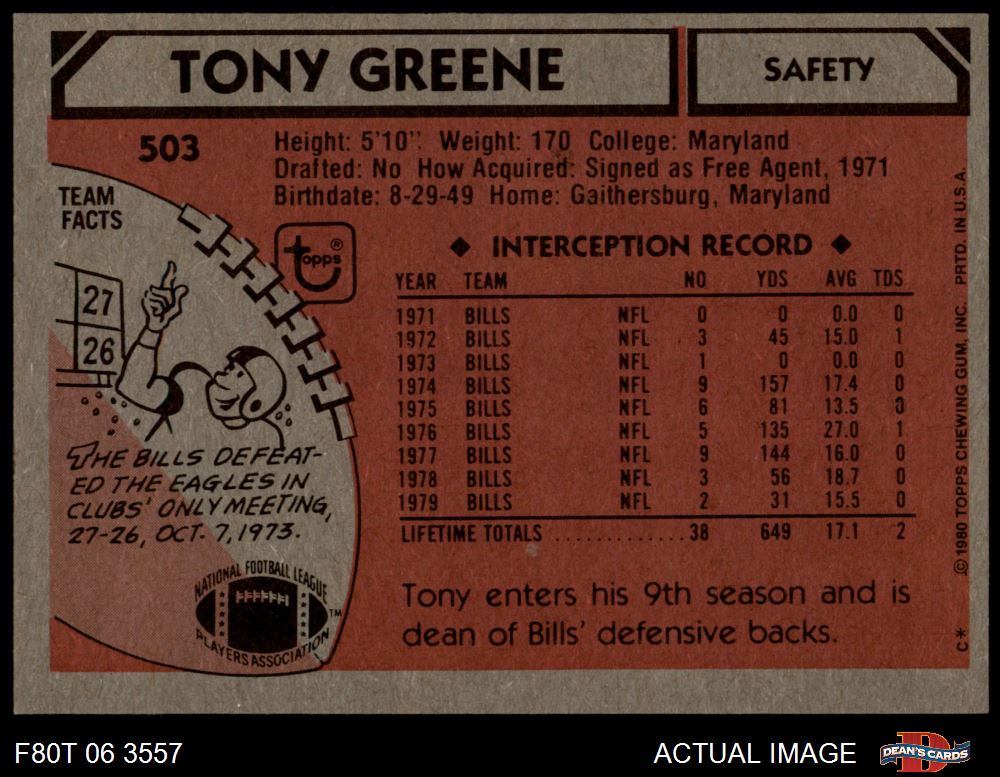 TONY GREENE
SAFETY
503
Height: 5'10" Weight: 170 College: Maryland
Drafted: No How Acquired: Signed as Free Agent, 1971
Birthdate: 8-29-49 Home: Gaithersburg, Maryland
TEAM
FACTS
27
26
THE BILLS DEFEAT-
ED THE EAGLES IN
CLUBS' ONLY MEETING,
27-26, OCT. 7, 1973.
NATIONAL FOOTBALL LEAGUE
PLAYERS ASSOCIATION
TM
Topps ®
◆ INTERCEPTION RECORD ◆
YEAR TEAM NO YDS AVG TDS
1971 BILLS NFL 0 0 0.0 0
1972 BILLS NFL 3 45 15.0 1
1973 BILLS NFL 1 0 0.0 0
1974 BILLS NFL 9 157 17.4 0
1975 BILLS NFL 6 81 13.5 0
1976 BILLS NFL 5 135 27.0 1
1977 BILLS NFL 9 144 16.0 0
1978 BILLS NFL 3 56 18.7 0
1979 BILLS NFL 2 31 15.5 0
LIFETIME TOTALS ............. 38 649 17.1 2
Tony enters his 9th season and is
dean of Bills' defensive backs.
C* © 1980 TOPPS CHEWING GUM, INC. PRTD. IN U.S.A.
F80T 06 3557
ACTUAL IMAGE
D
DEAN'S CARDS